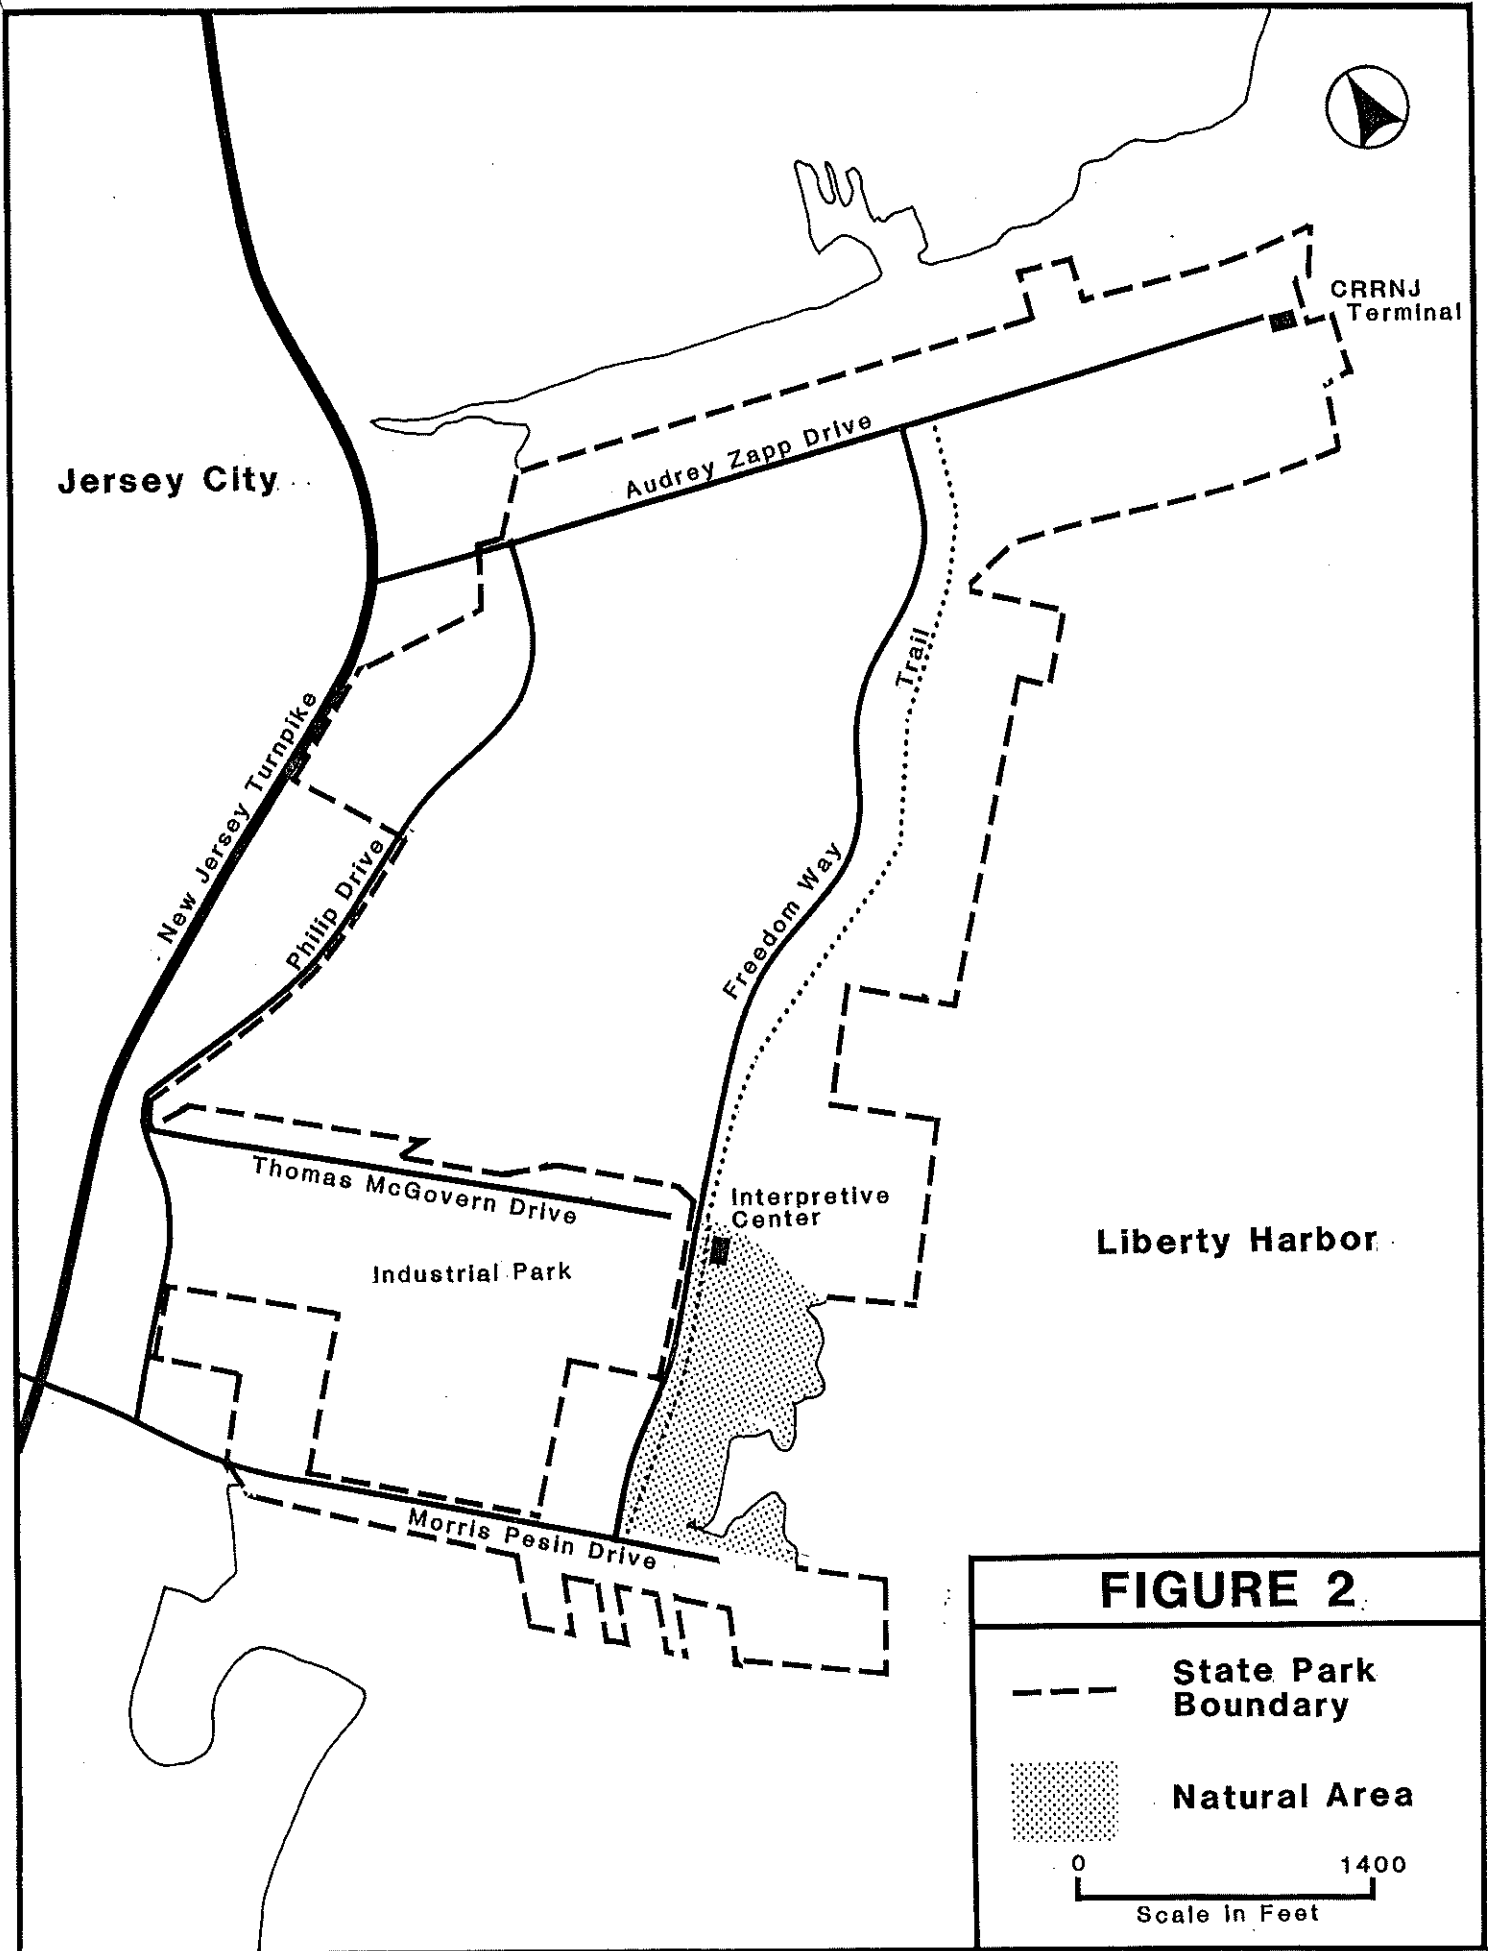 CRRNJ
Terminal
Jersey City
Audrey Zapp Drive
Trail
New Jersey Turnpike
Philip Drive
Freedom Way
Thomas McGovern Drive
Interpretive
Center
Industrial Park
Liberty Harbor
Morris Pesin Drive
FIGURE 2
State Park
Boundary
Natural Area
0 1400
Scale in Feet